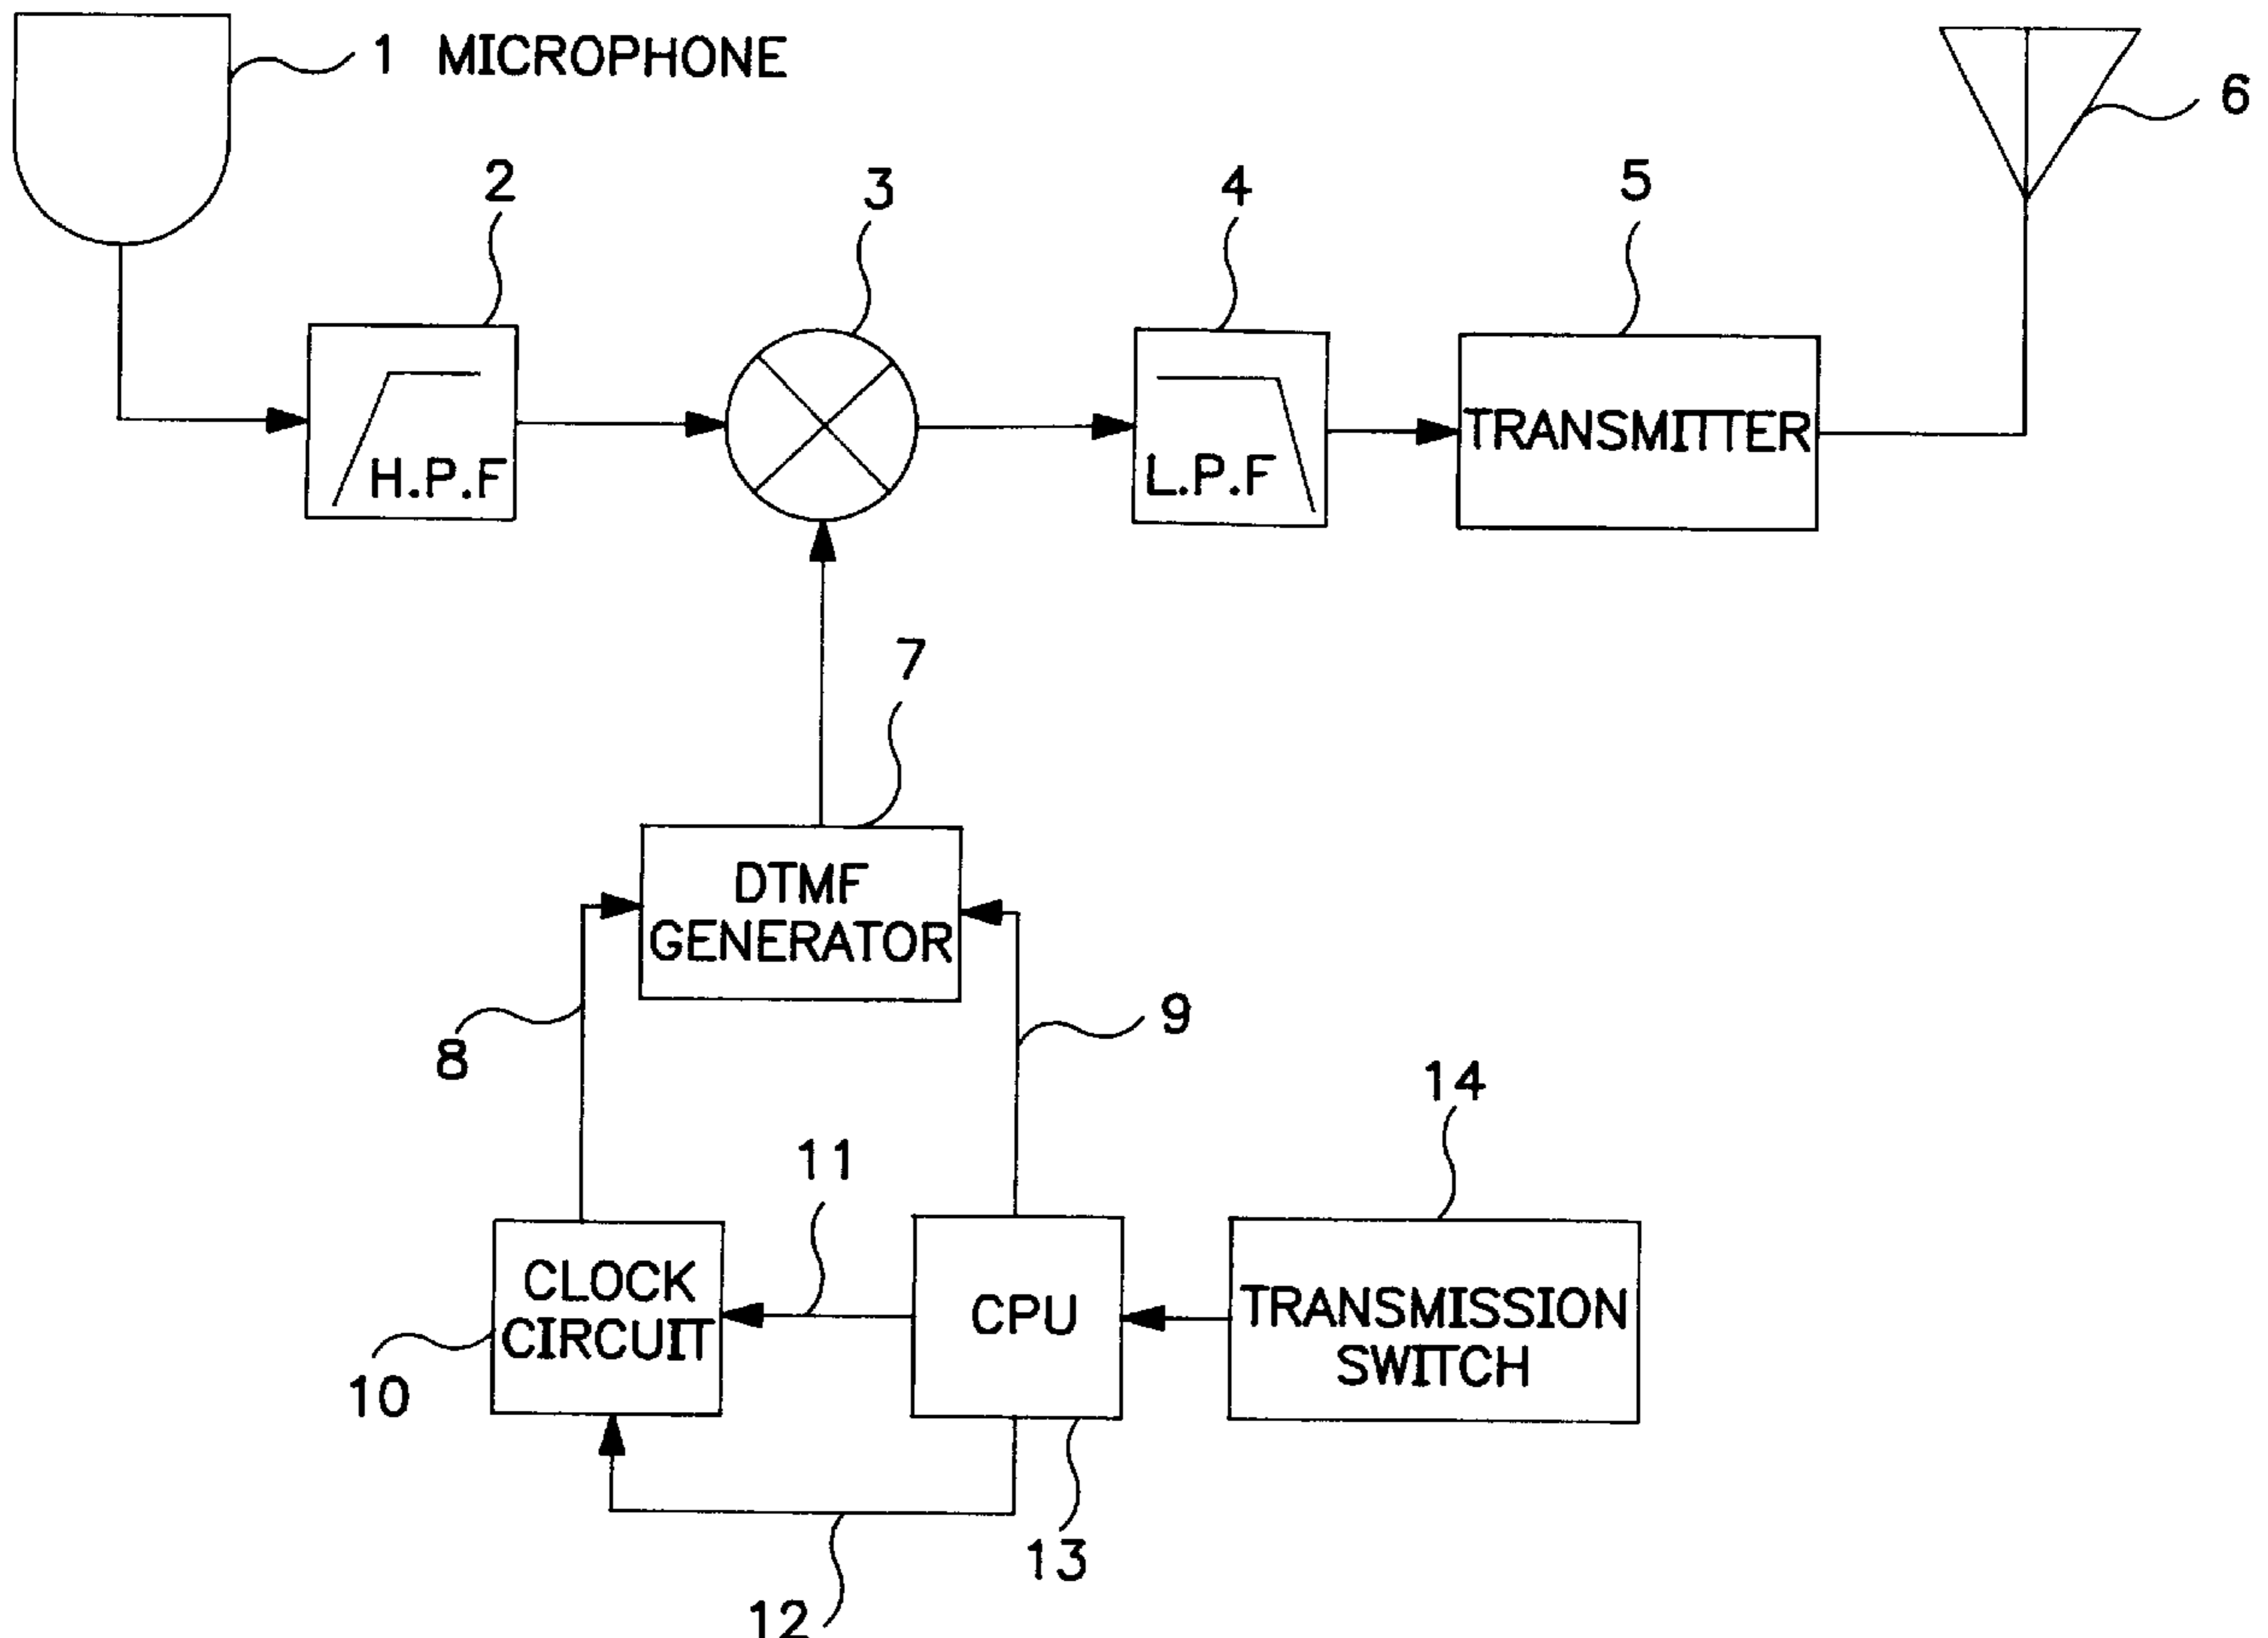 1 MICROPHONE
6
2
3
4
5
H.P.F
L.P.F
TRANSMITTER
7
DTMF
GENERATOR
8
9
14
11
CLOCK
CIRCUIT
CPU
TRANSMISSION
SWITCH
10
13
12